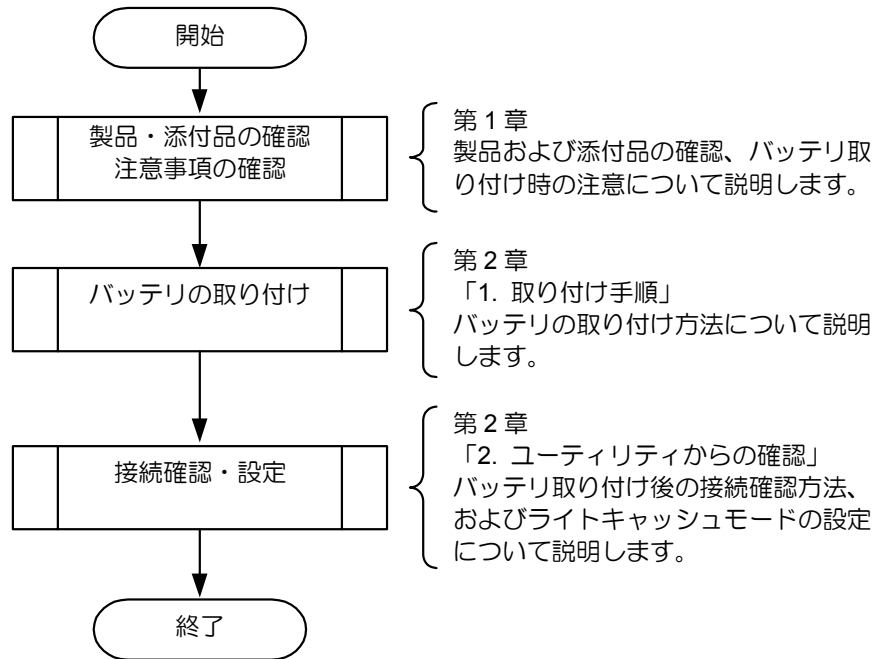 開始
製品・添付品の確認
注意事項の確認
第 1 章
製品および添付品の確認、バッテリ取
り付け時の注意について説明します。
バッテリの取り付け
第 2 章
「1. 取り付け手順」
バッテリの取り付け方法について説明
します。
接続確認・設定
第 2 章
「2. ユーティリティからの確認」
バッテリ取り付け後の接続確認方法、
およびライトキャッシュモードの設定
について説明します。
終了